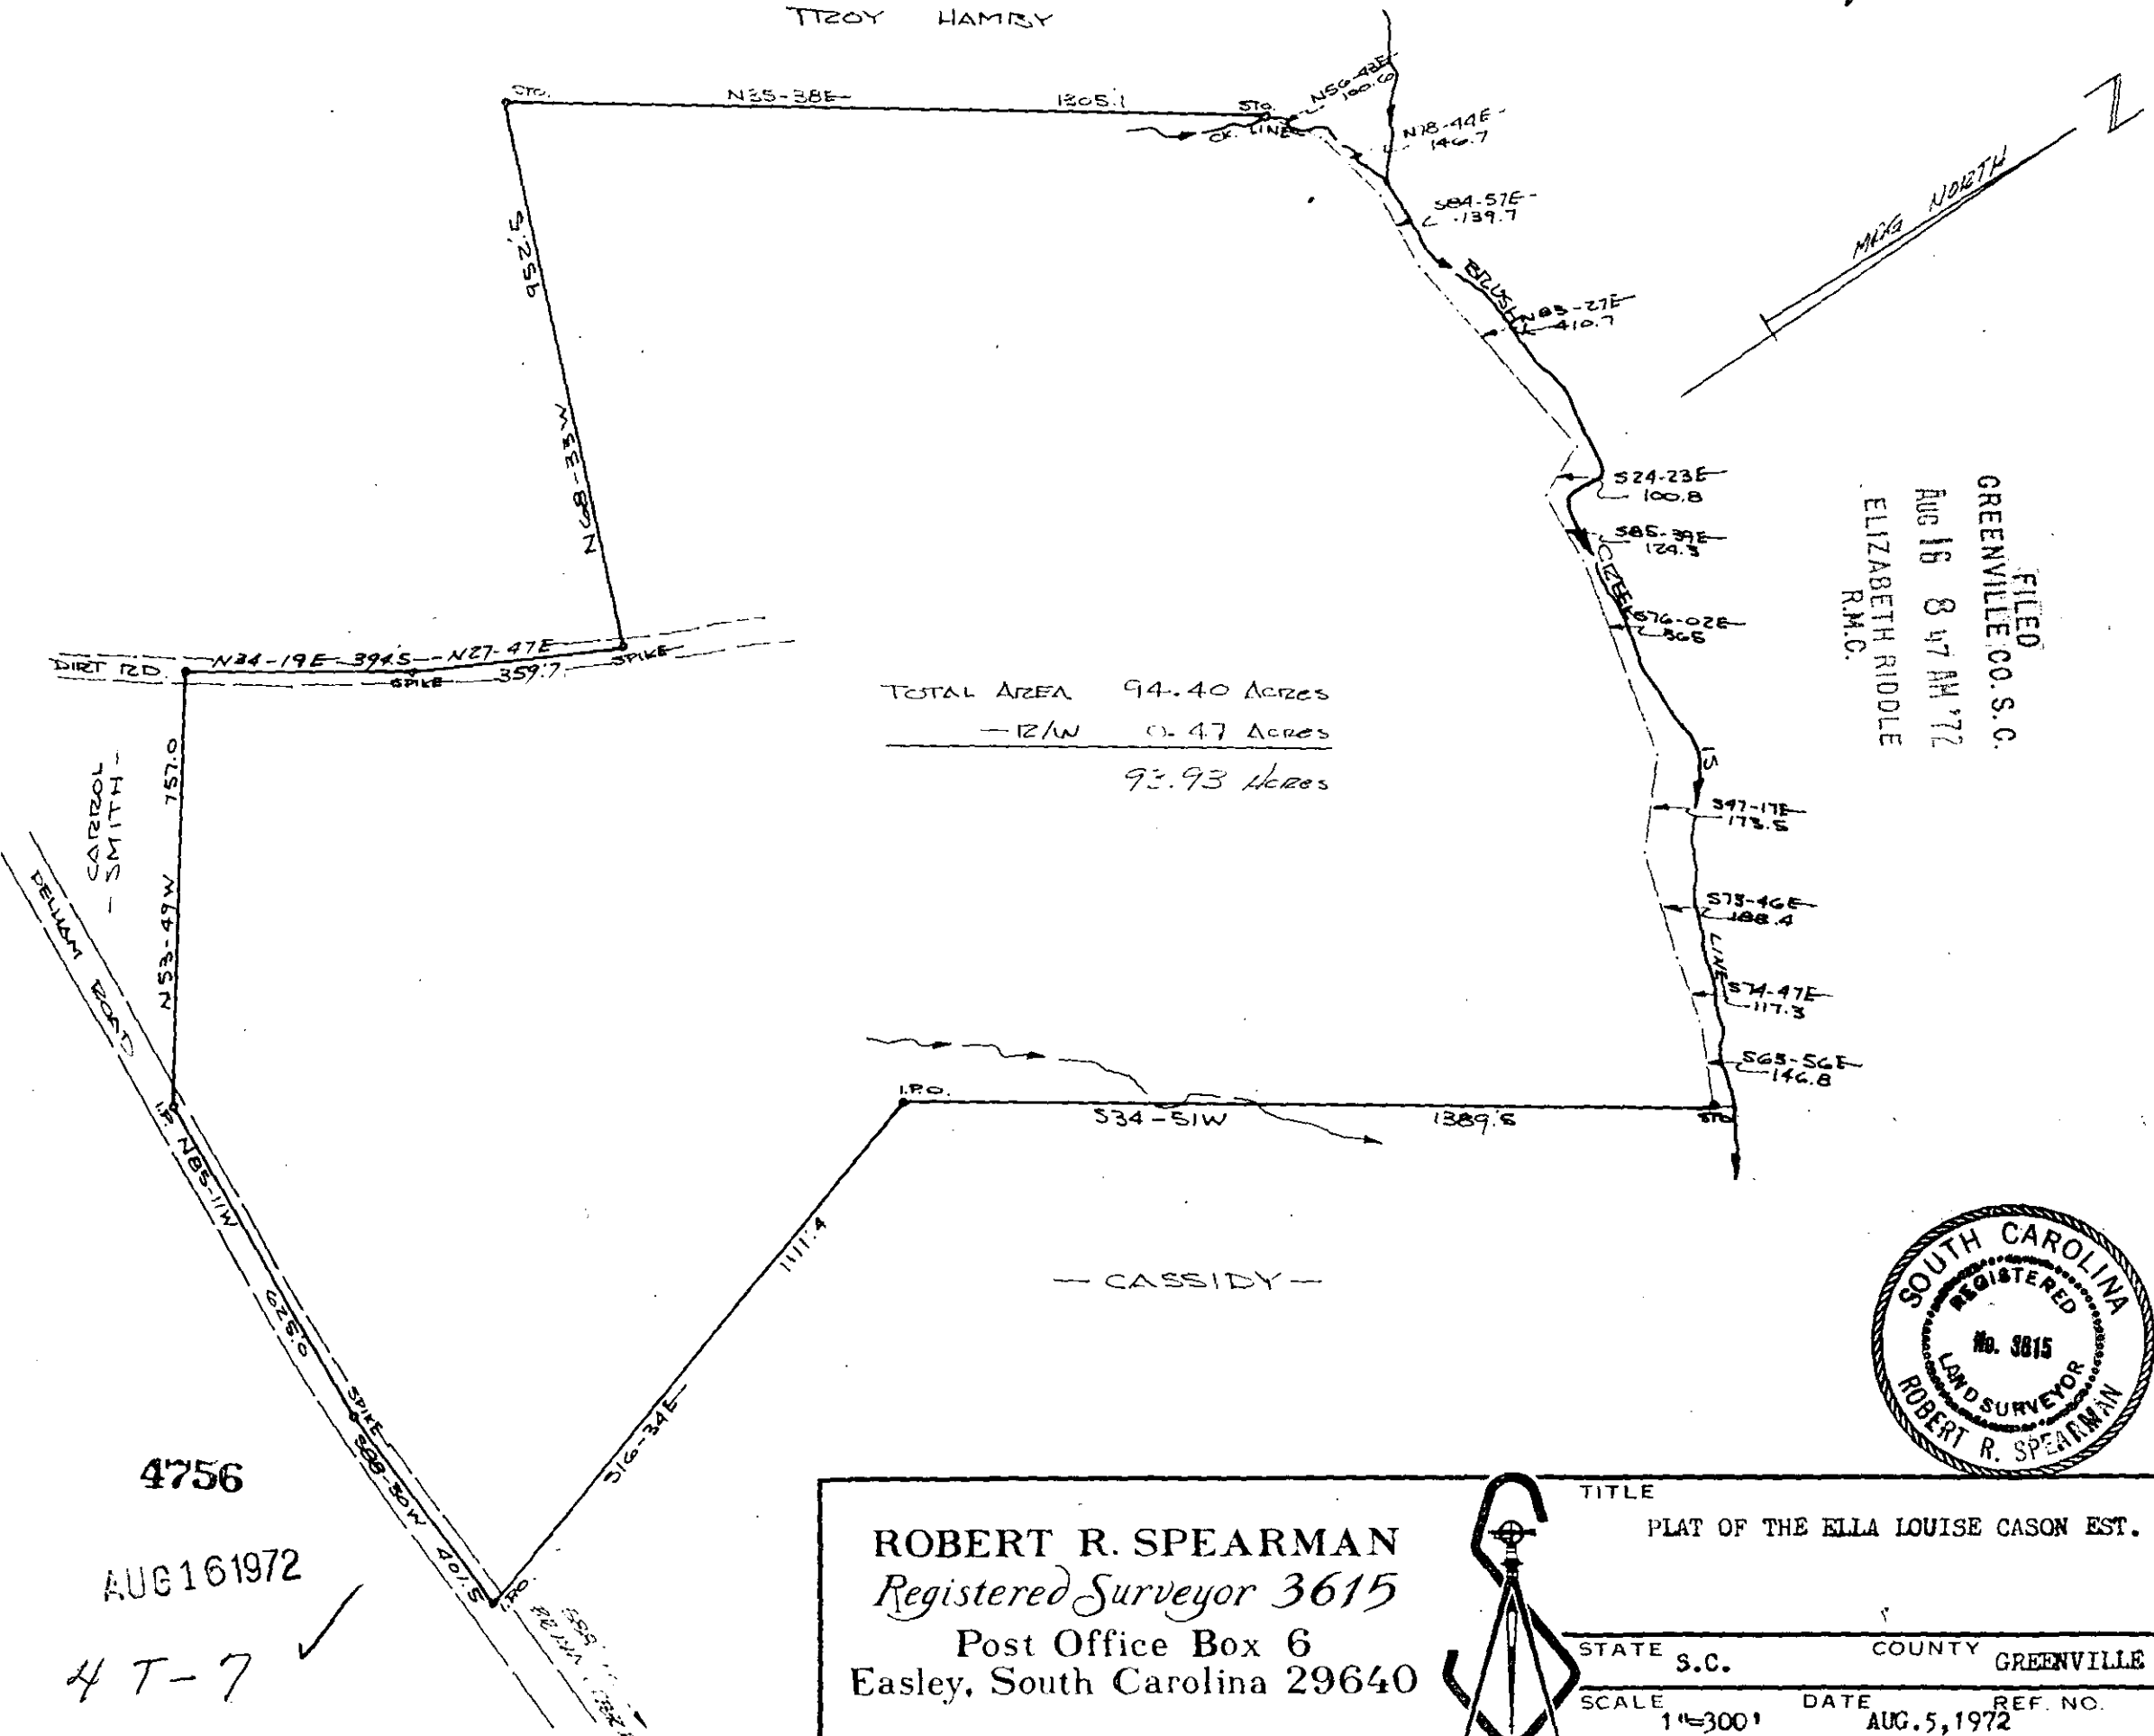 TROY HAMBY
STO.
N35-38E
1305.1
STO.
CK. LINE
N56-43E-
100.6
N78-44E-
146.7
S84-57E-
139.7
BRUSHY
N83-27E
410.7
MAG NORTH
Z
952.5
N68-33W
S24-23E
100.8
S85-39E
124.3
CREEK
S76-02E
365
FILED
GREENVILLE CO. S.C.
AUG 16 8 47 AM '72
ELIZABETH RIDDLE
R.M.C.
DIRT RD.
N34-19E 394.5
N27-47E
SPIKE
359.7
SPIKE
TOTAL AREA 94.40 ACRES
- R/W 0.47 ACRES
93.93 ACRES
IS
S47-17E
173.5
CARROL
- SMITH -
757.0
N53-49W
S73-46E
188.4
LINE
S74-47E
117.3
S63-56E
146.8
PELHAM ROAD
I.P.O.
S34-51W
1389.5
STO
I.P.
N85-11W
625.0
1111.4
S16-34E
— CASSIDY —
SPIKE
S88-30W
401.5
I.P.O.
SOUTH CAROLINA
REGISTERED
No. 3615
LAND SURVEYOR
ROBERT R. SPEARMAN
4756
AUG 16 1972
4 T-7
ROBERT R. SPEARMAN
Registered Surveyor 3615
Post Office Box 6
Easley, South Carolina 29640
TITLE
PLAT OF THE ELLA LOUISE CASON EST.
STATE S.C.
COUNTY GREENVILLE
SCALE 1"=300'
DATE AUG.5,1972
REF. NO.